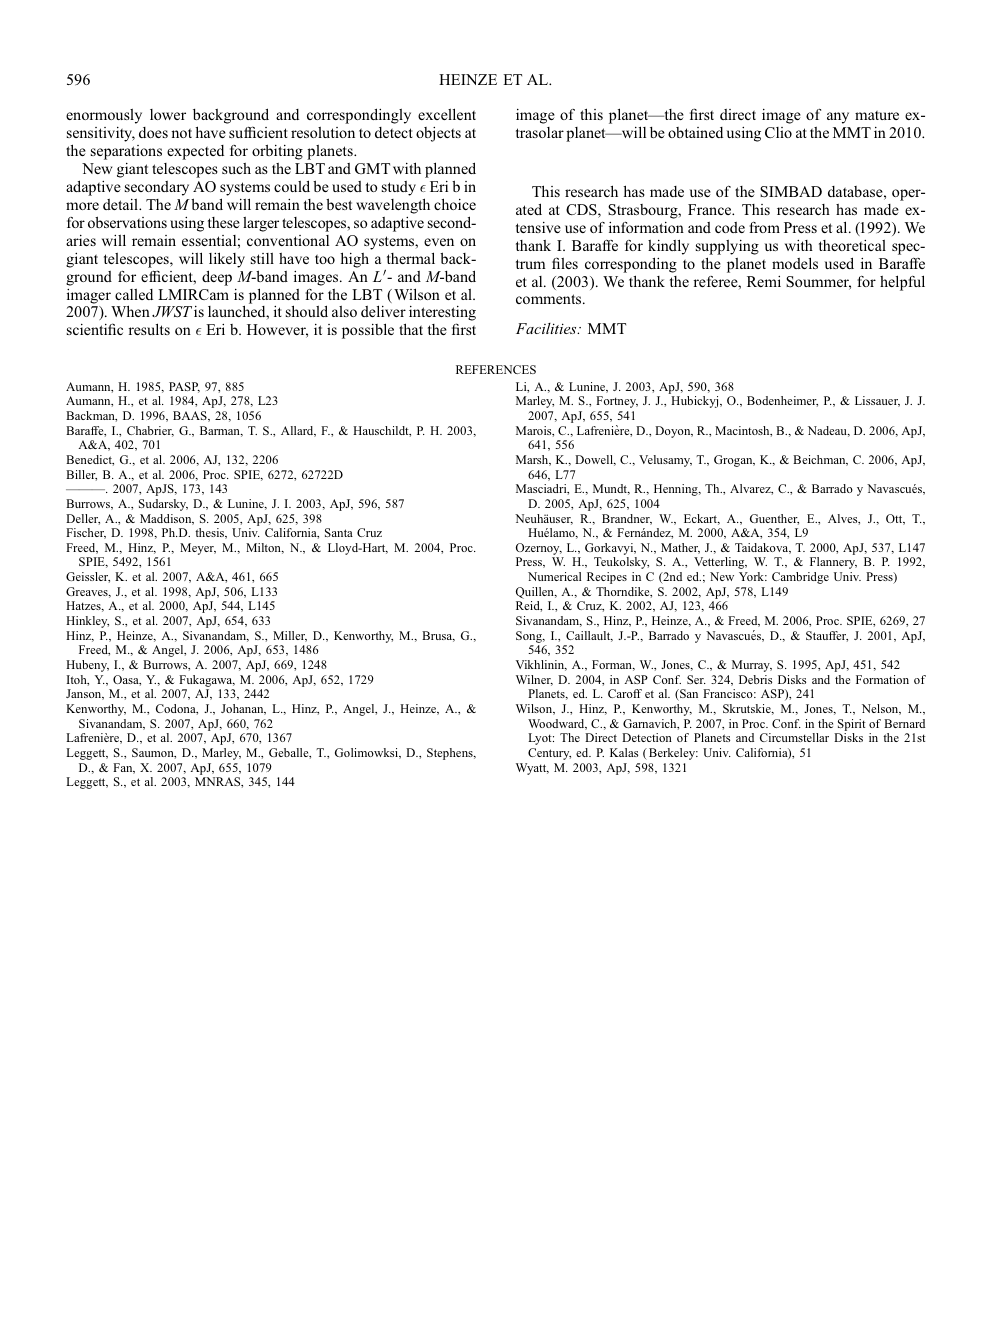 596
HEINZE ET AL.
enormously lower background and correspondingly excellent
sensitivity, does not have sufficient resolution to detect objects at
the separations expected for orbiting planets.
New giant telescopes such as the LBT and GMT with planned
adaptive secondary AO systems could be used to study ϵ Eri b in
more detail. The M band will remain the best wavelength choice
for observations using these larger telescopes, so adaptive second-
aries will remain essential; conventional AO systems, even on
giant telescopes, will likely still have too high a thermal back-
ground for efficient, deep M-band images. An L′- and M-band
imager called LMIRCam is planned for the LBT (Wilson et al.
2007). When JWST is launched, it should also deliver interesting
scientific results on ϵ Eri b. However, it is possible that the first
image of this planet—the first direct image of any mature ex-
trasolar planet—will be obtained using Clio at the MMT in 2010.
This research has made use of the SIMBAD database, oper-
ated at CDS, Strasbourg, France. This research has made ex-
tensive use of information and code from Press et al. (1992). We
thank I. Baraffe for kindly supplying us with theoretical spec-
trum files corresponding to the planet models used in Baraffe
et al. (2003). We thank the referee, Remi Soummer, for helpful
comments.
Facilities: MMT
REFERENCES
Aumann, H. 1985, PASP, 97, 885
Aumann, H., et al. 1984, ApJ, 278, L23
Backman, D. 1996, BAAS, 28, 1056
Baraffe, I., Chabrier, G., Barman, T. S., Allard, F., & Hauschildt, P. H. 2003,
A&A, 402, 701
Benedict, G., et al. 2006, AJ, 132, 2206
Biller, B. A., et al. 2006, Proc. SPIE, 6272, 62722D
———. 2007, ApJS, 173, 143
Burrows, A., Sudarsky, D., & Lunine, J. I. 2003, ApJ, 596, 587
Deller, A., & Maddison, S. 2005, ApJ, 625, 398
Fischer, D. 1998, Ph.D. thesis, Univ. California, Santa Cruz
Freed, M., Hinz, P., Meyer, M., Milton, N., & Lloyd-Hart, M. 2004, Proc.
SPIE, 5492, 1561
Geissler, K. et al. 2007, A&A, 461, 665
Greaves, J., et al. 1998, ApJ, 506, L133
Hatzes, A., et al. 2000, ApJ, 544, L145
Hinkley, S., et al. 2007, ApJ, 654, 633
Hinz, P., Heinze, A., Sivanandam, S., Miller, D., Kenworthy, M., Brusa, G.,
Freed, M., & Angel, J. 2006, ApJ, 653, 1486
Hubeny, I., & Burrows, A. 2007, ApJ, 669, 1248
Itoh, Y., Oasa, Y., & Fukagawa, M. 2006, ApJ, 652, 1729
Janson, M., et al. 2007, AJ, 133, 2442
Kenworthy, M., Codona, J., Johanan, L., Hinz, P., Angel, J., Heinze, A., &
Sivanandam, S. 2007, ApJ, 660, 762
Lafrenière, D., et al. 2007, ApJ, 670, 1367
Leggett, S., Saumon, D., Marley, M., Geballe, T., Golimowksi, D., Stephens,
D., & Fan, X. 2007, ApJ, 655, 1079
Leggett, S., et al. 2003, MNRAS, 345, 144
Li, A., & Lunine, J. 2003, ApJ, 590, 368
Marley, M. S., Fortney, J. J., Hubickyj, O., Bodenheimer, P., & Lissauer, J. J.
2007, ApJ, 655, 541
Marois, C., Lafrenière, D., Doyon, R., Macintosh, B., & Nadeau, D. 2006, ApJ,
641, 556
Marsh, K., Dowell, C., Velusamy, T., Grogan, K., & Beichman, C. 2006, ApJ,
646, L77
Masciadri, E., Mundt, R., Henning, Th., Alvarez, C., & Barrado y Navascués,
D. 2005, ApJ, 625, 1004
Neuhäuser, R., Brandner, W., Eckart, A., Guenther, E., Alves, J., Ott, T.,
Huélamo, N., & Fernández, M. 2000, A&A, 354, L9
Ozernoy, L., Gorkavyi, N., Mather, J., & Taidakova, T. 2000, ApJ, 537, L147
Press, W. H., Teukolsky, S. A., Vetterling, W. T., & Flannery, B. P. 1992,
Numerical Recipes in C (2nd ed.; New York: Cambridge Univ. Press)
Quillen, A., & Thorndike, S. 2002, ApJ, 578, L149
Reid, I., & Cruz, K. 2002, AJ, 123, 466
Sivanandam, S., Hinz, P., Heinze, A., & Freed, M. 2006, Proc. SPIE, 6269, 27
Song, I., Caillault, J.-P., Barrado y Navascués, D., & Stauffer, J. 2001, ApJ,
546, 352
Vikhlinin, A., Forman, W., Jones, C., & Murray, S. 1995, ApJ, 451, 542
Wilner, D. 2004, in ASP Conf. Ser. 324, Debris Disks and the Formation of
Planets, ed. L. Caroff et al. (San Francisco: ASP), 241
Wilson, J., Hinz, P., Kenworthy, M., Skrutskie, M., Jones, T., Nelson, M.,
Woodward, C., & Garnavich, P. 2007, in Proc. Conf. in the Spirit of Bernard
Lyot: The Direct Detection of Planets and Circumstellar Disks in the 21st
Century, ed. P. Kalas (Berkeley: Univ. California), 51
Wyatt, M. 2003, ApJ, 598, 1321